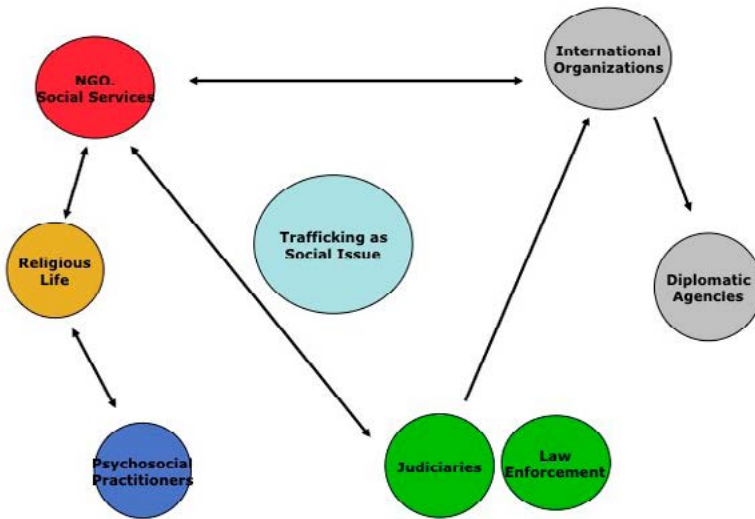 NGO,
Social Services
International
Organizations
Trafficking as
Social Issue
Religious
Life
Diplomatic
Agencies
Psychosocial
Practitioners
Judiciaries
Law
Enforcement